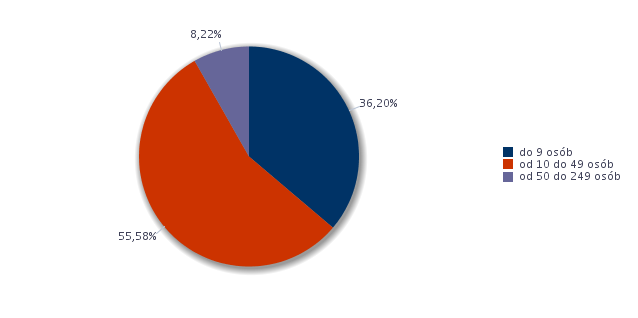 8,22%
36,20%
55,58%
do 9 osób
od 10 do 49 osób
od 50 do 249 osób